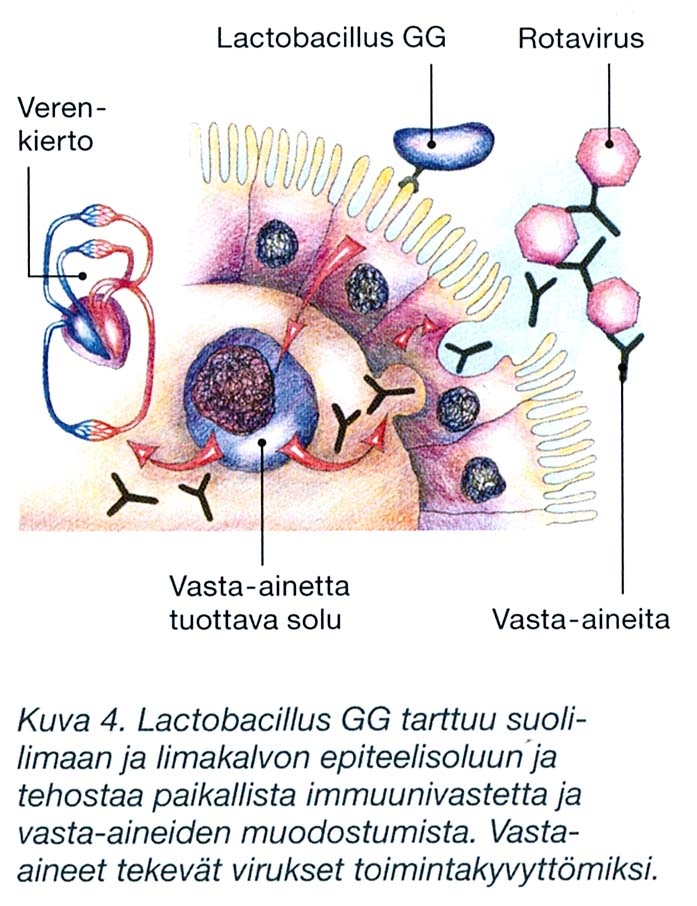 Lactobacillus GG
Rotavirus
Veren-
kierto
Vasta-ainetta
tuottava solu
Vasta-aineita
Kuva 4. Lactobacillus GG tarttuu suoli-
limaan ja limakalvon epiteelisoluun ja
tehostaa paikallista immuunivastetta ja
vasta-aineiden muodostumista. Vasta-
aineet tekevät virukset toimintakyvyttömiksi.